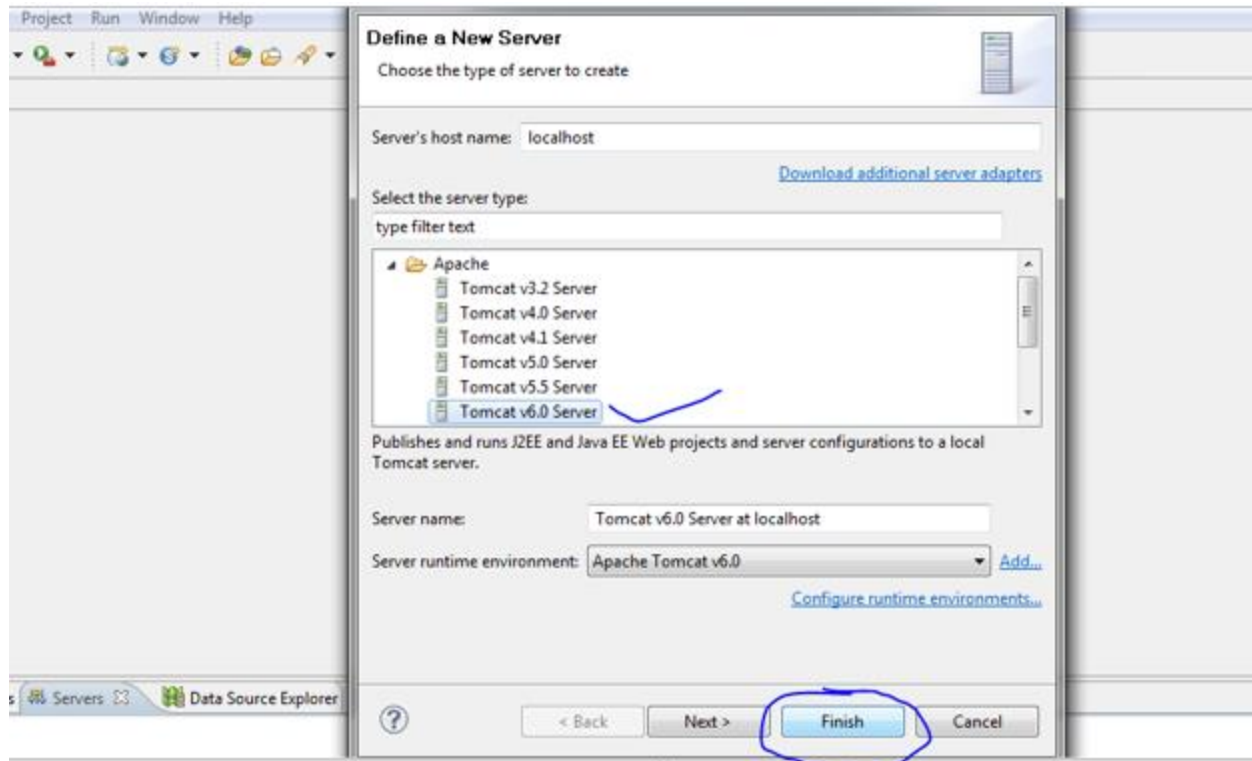 Project Run Window Help
Define a New Server
Choose the type of server to create
Server's host name: localhost
Download additional server adapters
Select the server type:
type filter text
Apache
Tomcat v3.2 Server
Tomcat v4.0 Server
Tomcat v4.1 Server
Tomcat v5.0 Server
Tomcat v5.5 Server
Tomcat v6.0 Server
Publishes and runs J2EE and Java EE Web projects and server configurations to a local
Tomcat server.
Server name: Tomcat v6.0 Server at localhost
Server runtime environment: Apache Tomcat v6.0 Add...
Configure runtime environments...
s Servers Data Source Explorer
? < Back Next > Finish Cancel